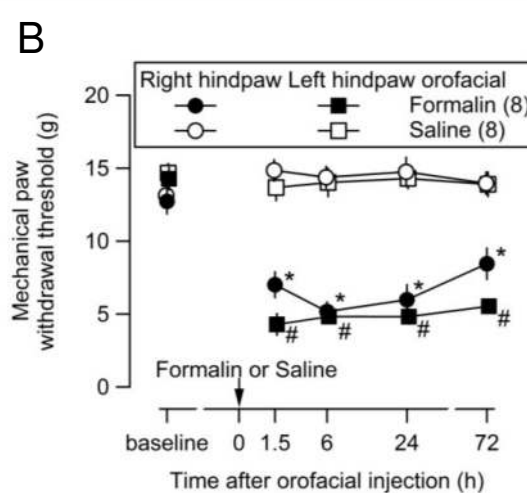 B
Right hindpaw Left hindpaw orofacial
Formalin (8)
Saline (8)
Mechanical paw
withdrawal threshold (g)
20
15
10
5
0
*
*
*
*
#
#
#
#
Formalin or Saline
baseline 0 1.5 6 24 72
Time after orofacial injection (h)